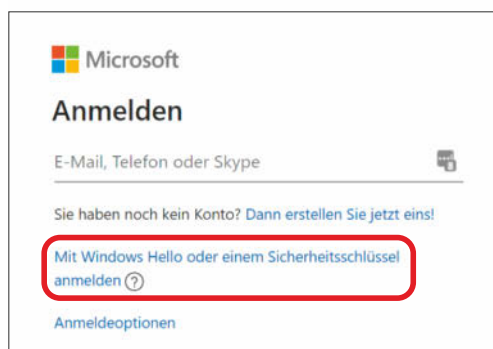 Microsoft
Anmelden
E-Mail, Telefon oder Skype
Sie haben noch kein Konto? Dann erstellen Sie jetzt eins!
Mit Windows Hello oder einem Sicherheitsschlüssel
anmelden ?
Anmeldeoptionen